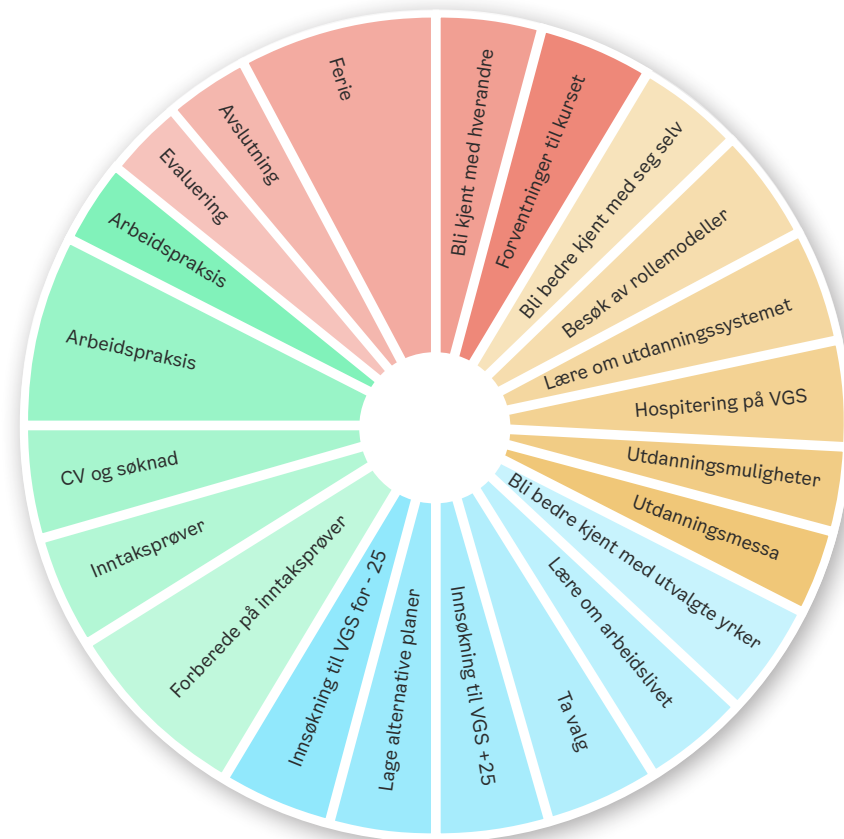 Bli kjent med hverandre
Forventninger til kurset
Bli bedre kjent med seg selv
Besøk av rollemodeller
Lære om utdanningssystemet
Hospitering på VGS
Utdanningsmuligheter
Utdanningsmessa
Bli bedre kjent med utvalgte yrker
Lære om arbeidslivet
Ta valg
Innsøkning til VGS +25
Lage alternative planer
Innsøkning til VGS for - 25
Forberede på inntaksprøver
Inntaksprøver
CV og søknad
Arbeidspraksis
Arbeidspraksis
Evaluering
Avslutning
Ferie